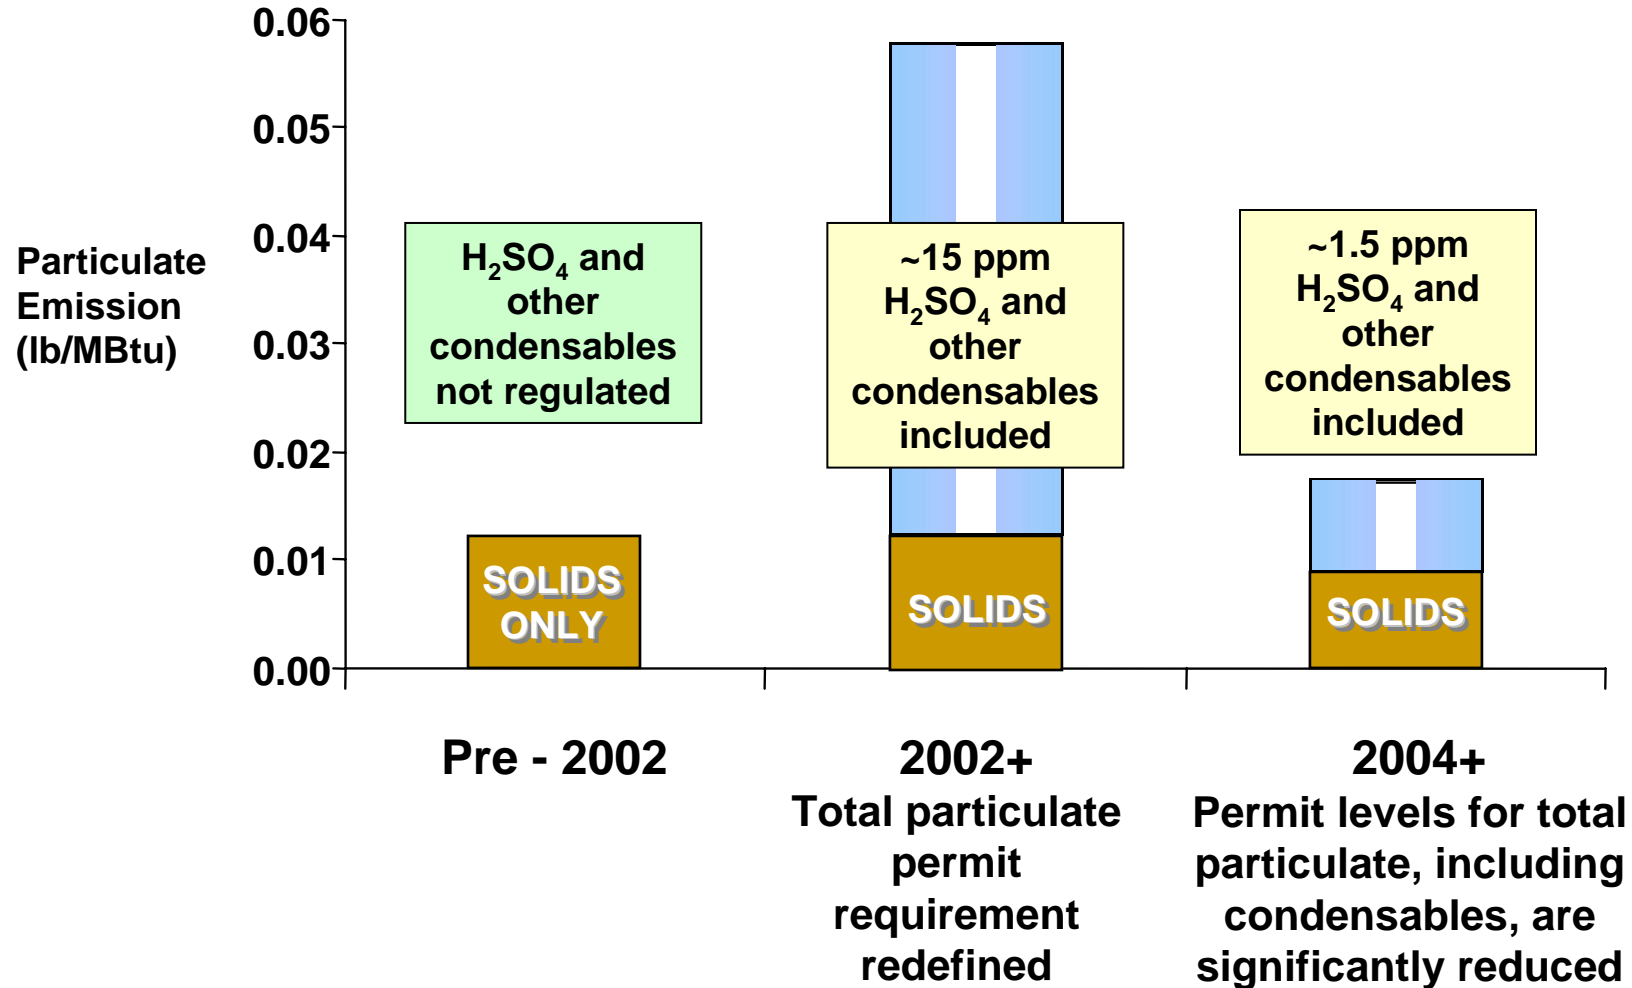 0.06
0.05
0.04
0.03
0.02
0.01
0.00
Particulate
Emission
(lb/MBtu)
H₂SO₄ and
other
condensables
not regulated
~15 ppm
H₂SO₄ and
other
condensables
included
~1.5 ppm
H₂SO₄ and
other
condensables
included
SOLIDS
ONLY
SOLIDS
SOLIDS
Pre - 2002
2002+
Total particulate
permit
requirement
redefined
2004+
Permit levels for total
particulate, including
condensables, are
significantly reduced